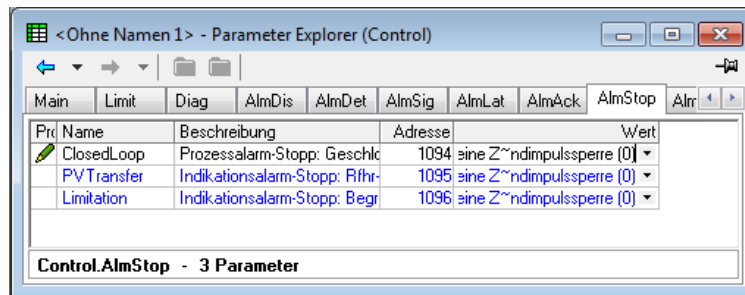 <Ohne Namen 1> - Parameter Explorer (Control)
Main Limit Diag AlmDis AlmDet AlmSig AlmLat AlmAck AlmStop Alr
Pro Name Beschreibung Adresse Wert
ClosedLoop Prozessalarm-Stopp: Geschlo 1094 eine Z~ndimpulssperre (0)
PVTransfer Indikationsalarm-Stopp: Rfhr- 1095 eine Z~ndimpulssperre (0)
Limitation Indikationsalarm-Stopp: Begr 1096 eine Z~ndimpulssperre (0)
Control.AlmStop - 3 Parameter